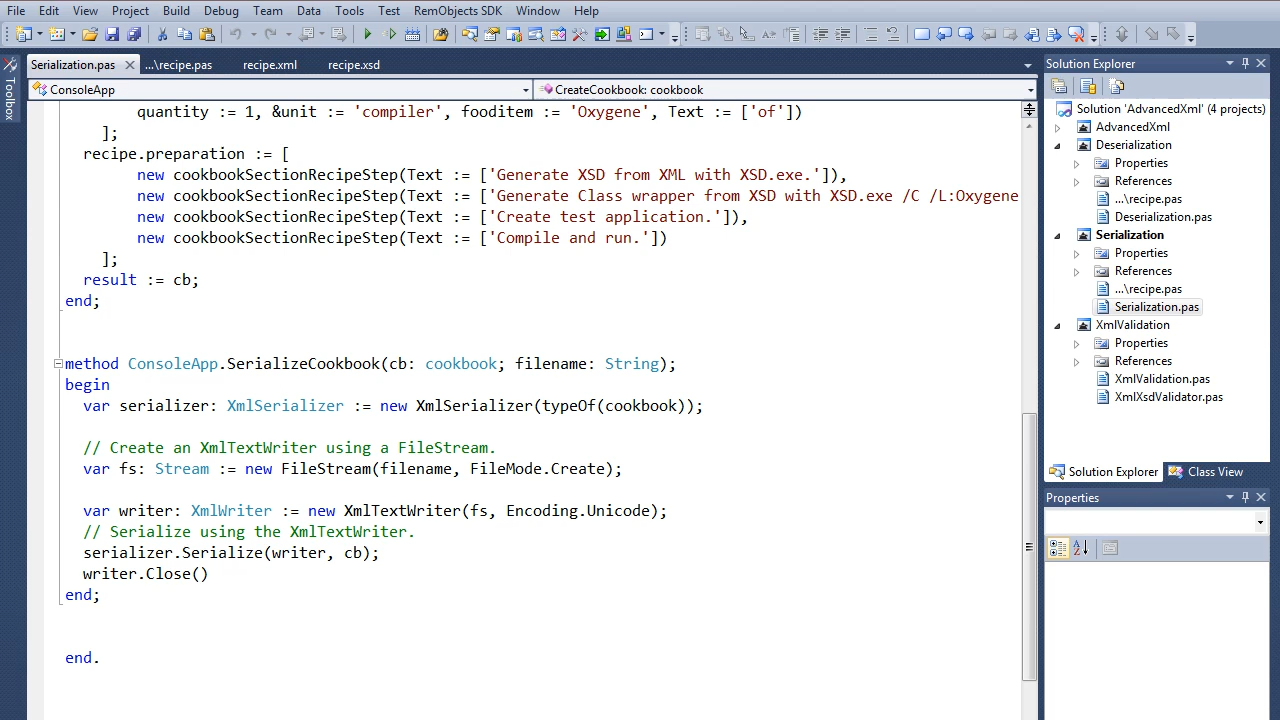 File Edit View Project Build Debug Team Data Tools Test RemObjects SDK Window Help
Serialization.pas ...\recipe.pas recipe.xml recipe.xsd
ConsoleApp CreateCookbook: cookbook
Toolbox
quantity := 1, &unit := 'compiler', fooditem := 'Oxygene', Text := ['of'])
];
recipe.preparation := [
new cookbookSectionRecipeStep(Text := ['Generate XSD from XML with XSD.exe.']),
new cookbookSectionRecipeStep(Text := ['Generate Class wrapper from XSD with XSD.exe /C /L:Oxygene
new cookbookSectionRecipeStep(Text := ['Create test application.']),
new cookbookSectionRecipeStep(Text := ['Compile and run.'])
];
result := cb;
end;
method ConsoleApp.SerializeCookbook(cb: cookbook; filename: String);
begin
var serializer: XmlSerializer := new XmlSerializer(typeOf(cookbook));
// Create an XmlTextWriter using a FileStream.
var fs: Stream := new FileStream(filename, FileMode.Create);
var writer: XmlWriter := new XmlTextWriter(fs, Encoding.Unicode);
// Serialize using the XmlTextWriter.
serializer.Serialize(writer, cb);
writer.Close()
end;
end.
Solution Explorer
Solution 'AdvancedXml' (4 projects)
AdvancedXml
Deserialization
Properties
References
...\recipe.pas
Deserialization.pas
Serialization
Properties
References
...\recipe.pas
Serialization.pas
XmlValidation
Properties
References
XmlValidation.pas
XmlXsdValidator.pas
Solution Explorer Class View
Properties